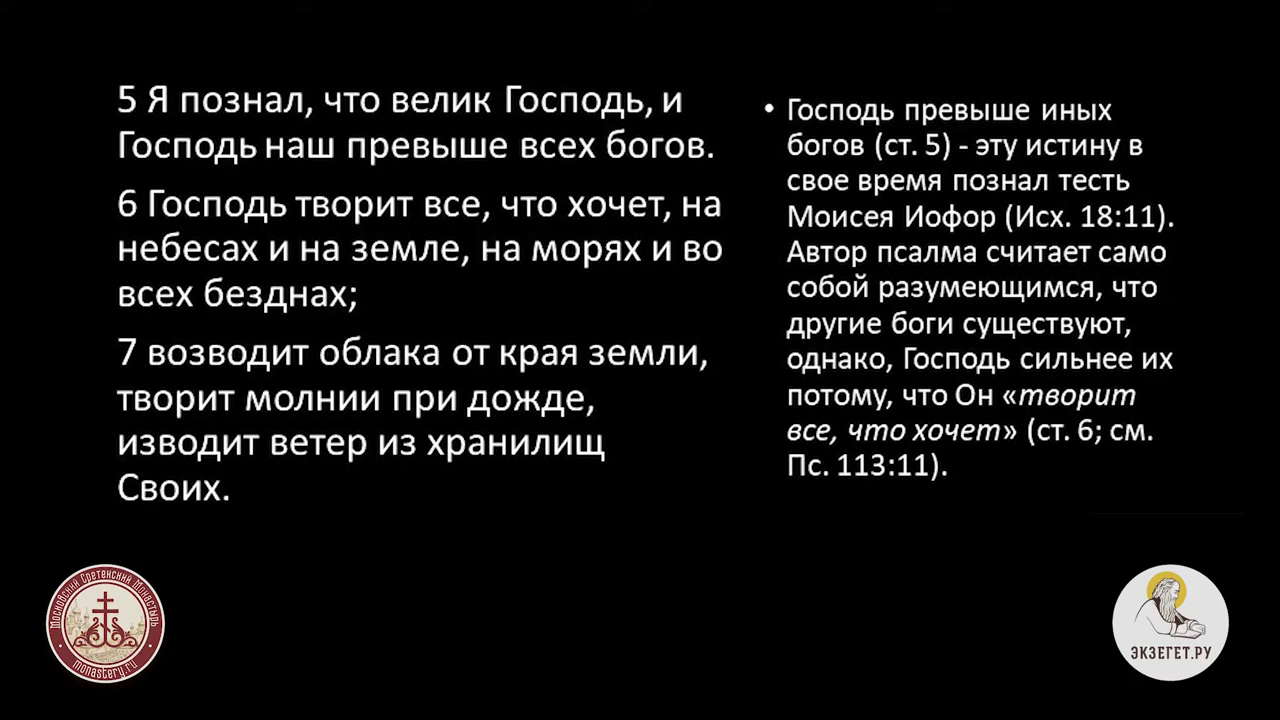 5 Я познал, что велик Господь, и
Господь наш превыше всех богов.
6 Господь творит все, что хочет, на
небесах и на земле, на морях и во
всех безднах;
7 возводит облака от края земли,
творит молнии при дожде,
изводит ветер из хранилищ
Своих.
• Господь превыше иных
богов (ст. 5) - эту истину в
свое время познал тесть
Моисея Иофор (Исх. 18:11).
Автор псалма считает само
собой разумеющимся, что
другие боги существуют,
однако, Господь сильнее их
потому, что Он «творит
все, что хочет» (ст. 6; см.
Пс. 113:11).
Московский Сретенский Монастырь
monastery.ru
ЭКЗЕГЕТ.РУ